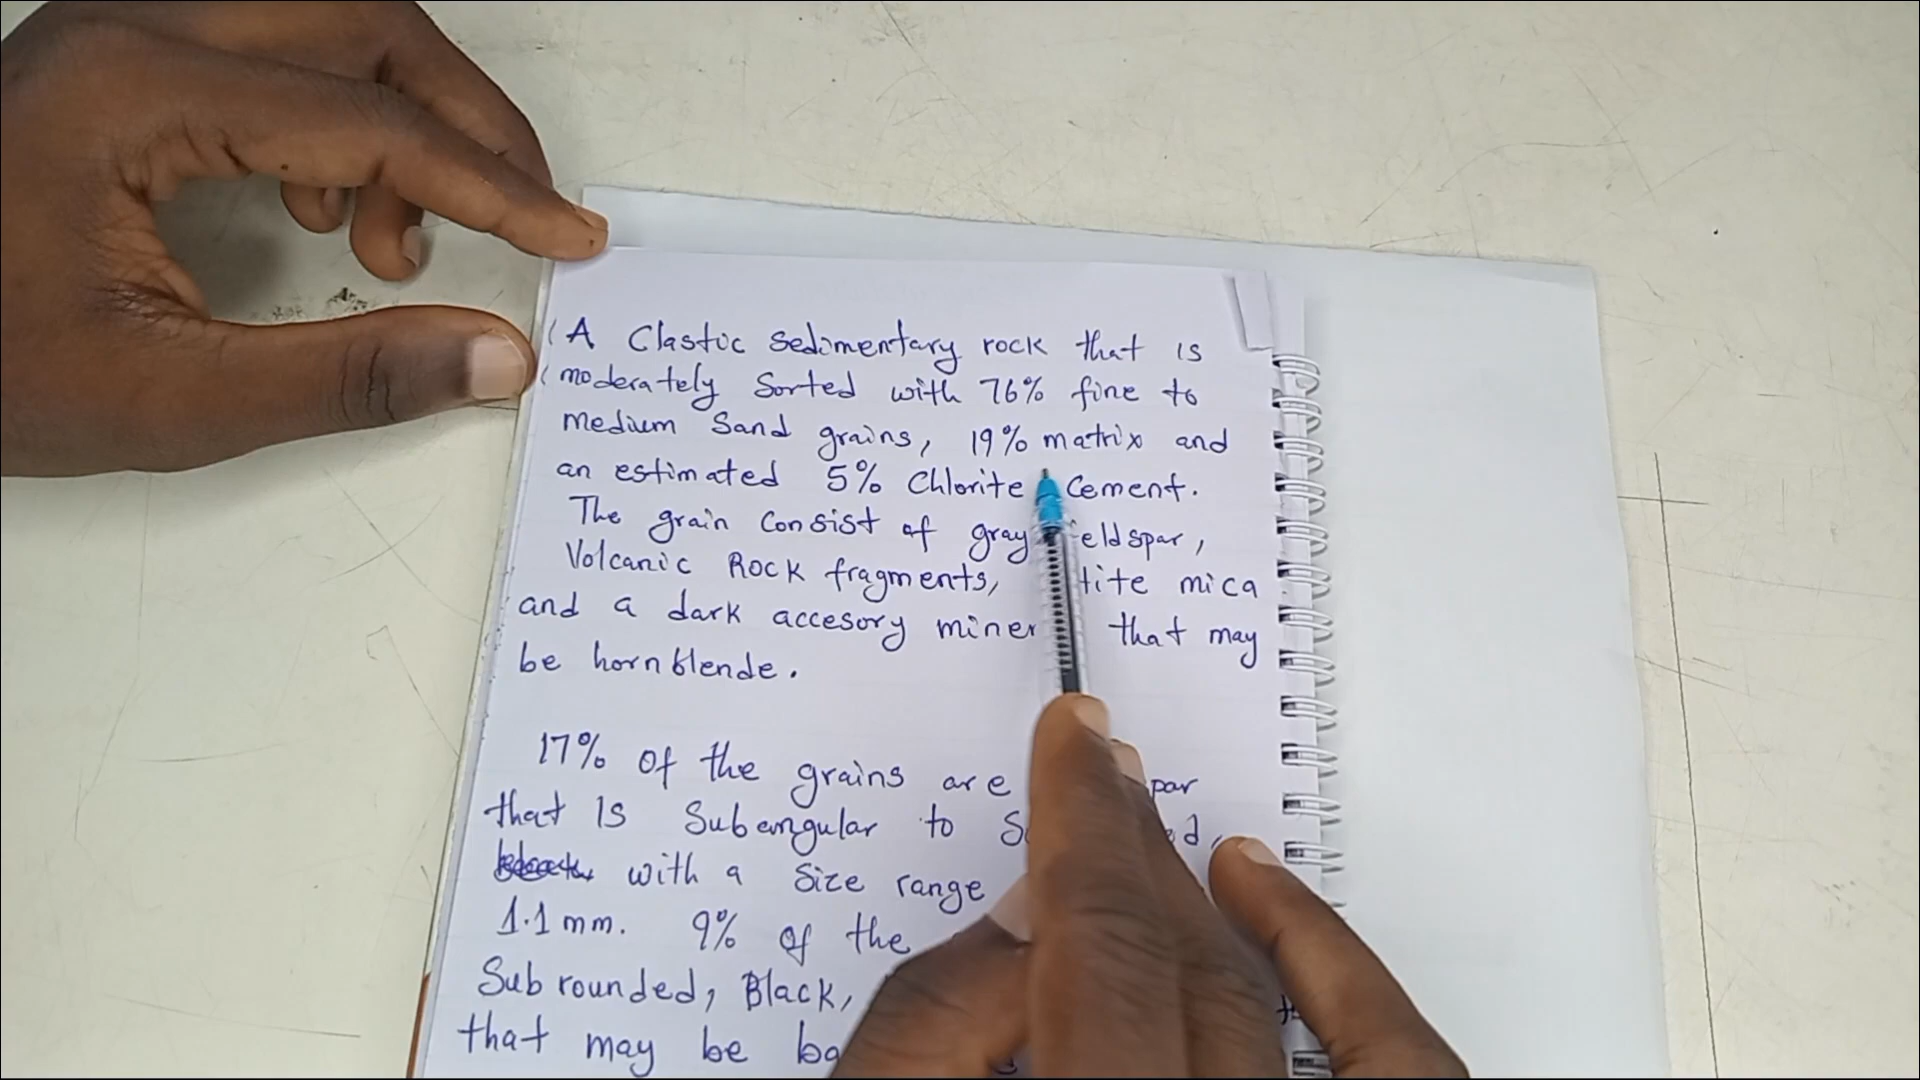 A Clastic Sedimentary rock that is
moderately Sorted with 76% fine to
medium Sand grains, 19% matrix and
an estimated 5% Chlorite Cement.
The grain Consist of gray
Volcanic Rock fragments, mica
and a dark accesory that may
be hornblende.
17% of the grains are
that is Subangular to
with a Size range
1.1 mm. 9% of the
Sub rounded, Black,
that may be